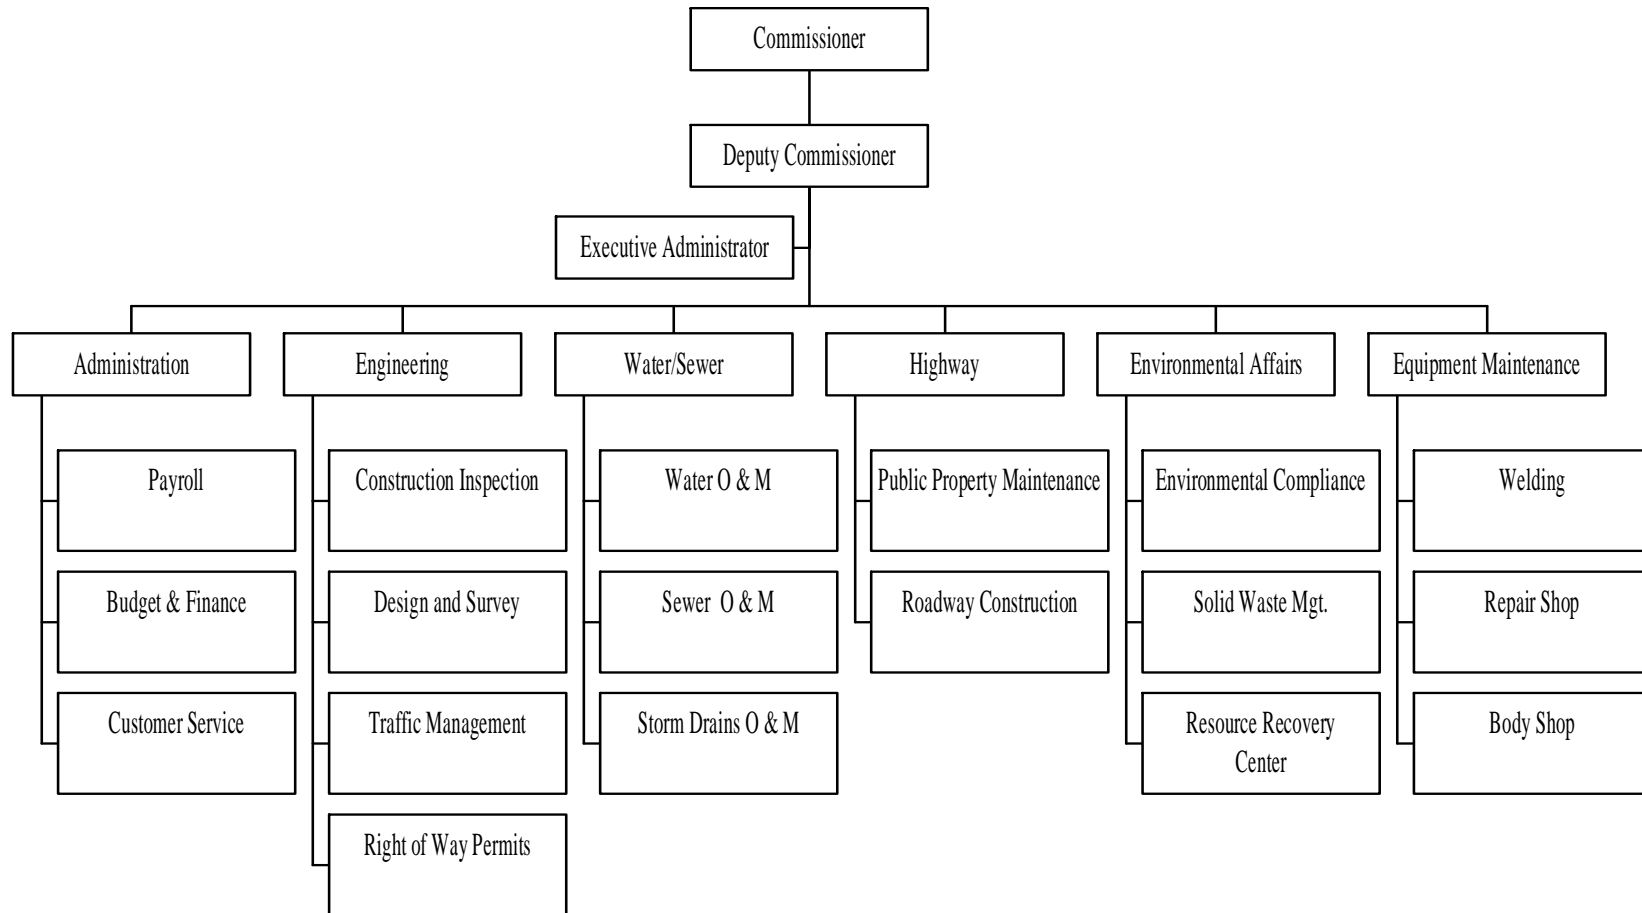 Commissioner
Deputy Commissioner
Executive Administrator
Administration
Engineering
Water/Sewer
Highway
Environmental Affairs
Equipment Maintenance
Payroll
Construction Inspection
Water O & M
Public Property Maintenance
Environmental Compliance
Welding
Budget & Finance
Design and Survey
Sewer  O & M
Roadway Construction
Solid Waste Mgt.
Repair Shop
Customer Service
Traffic Management
Storm Drains O & M
Resource Recovery
Center
Body Shop
Right of Way Permits